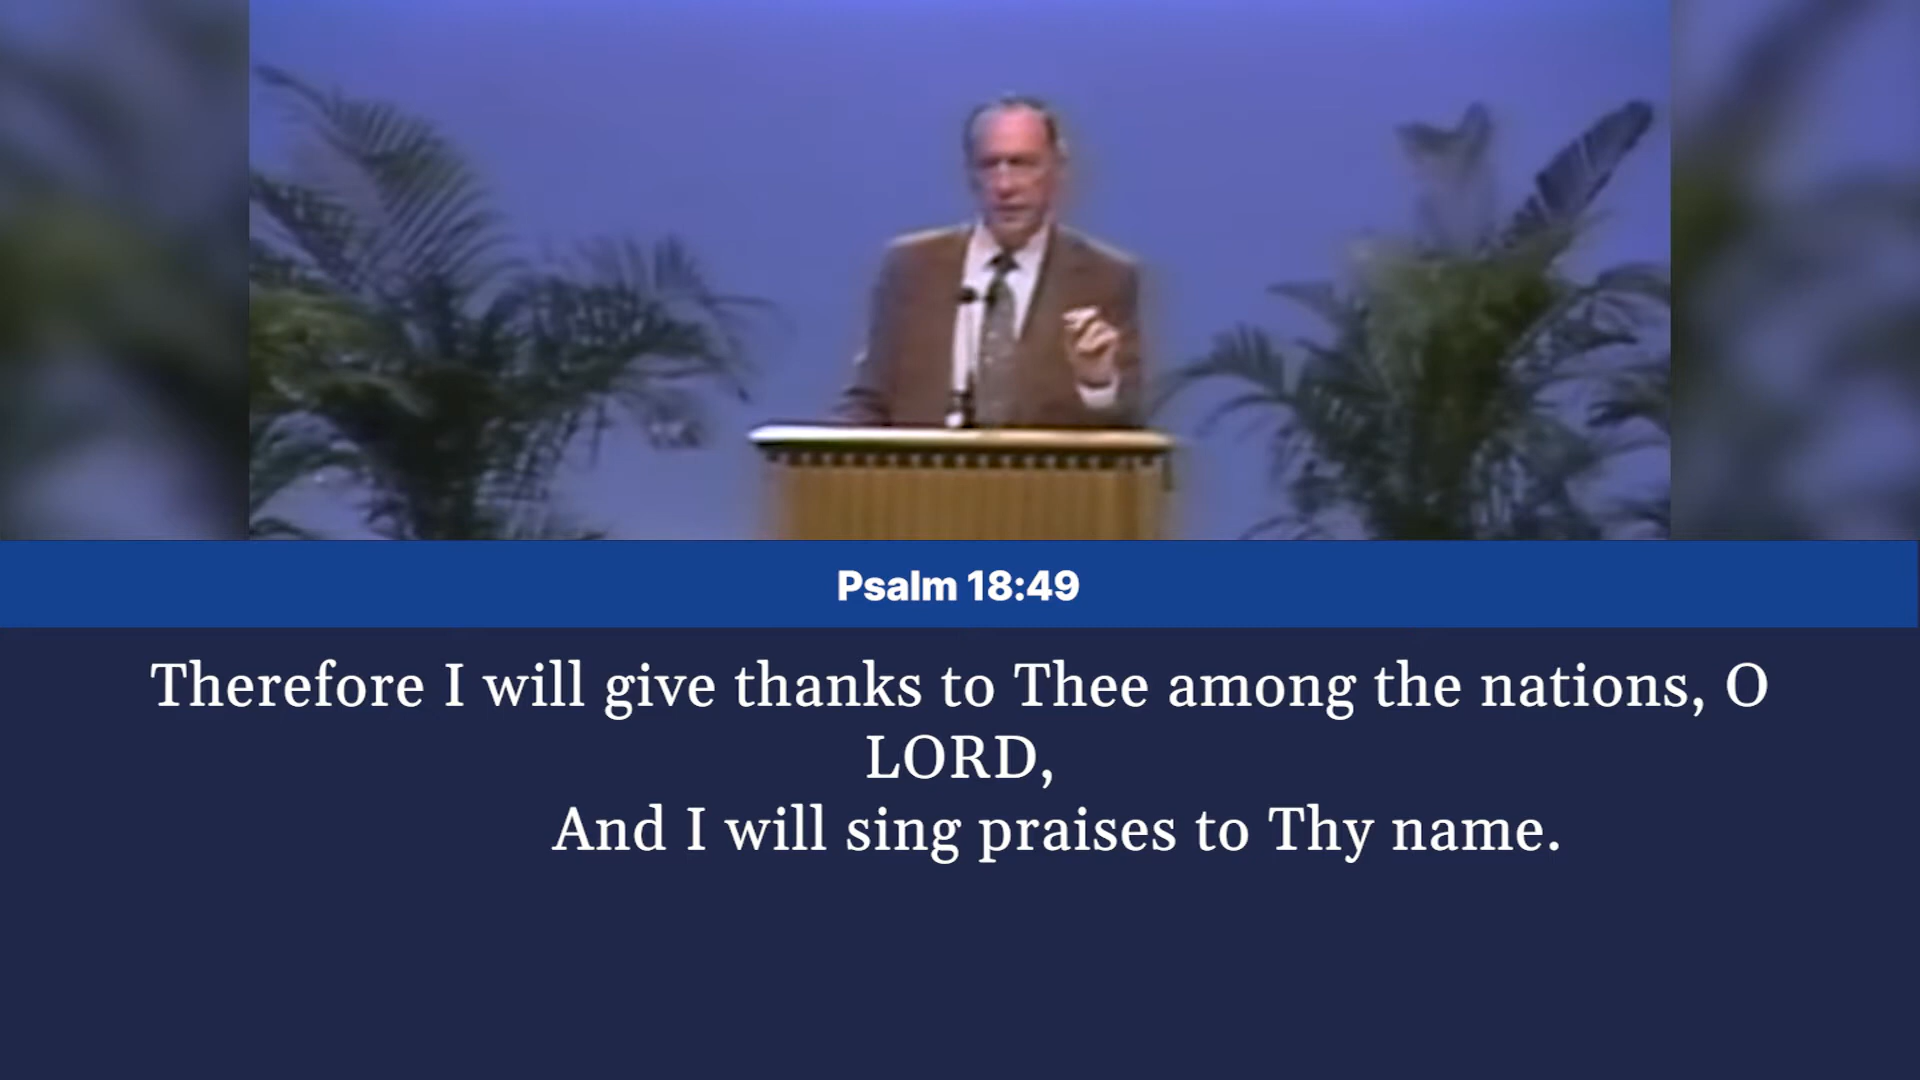 Psalm 18:49
Therefore I will give thanks to Thee among the nations, O
LORD,
And I will sing praises to Thy name.